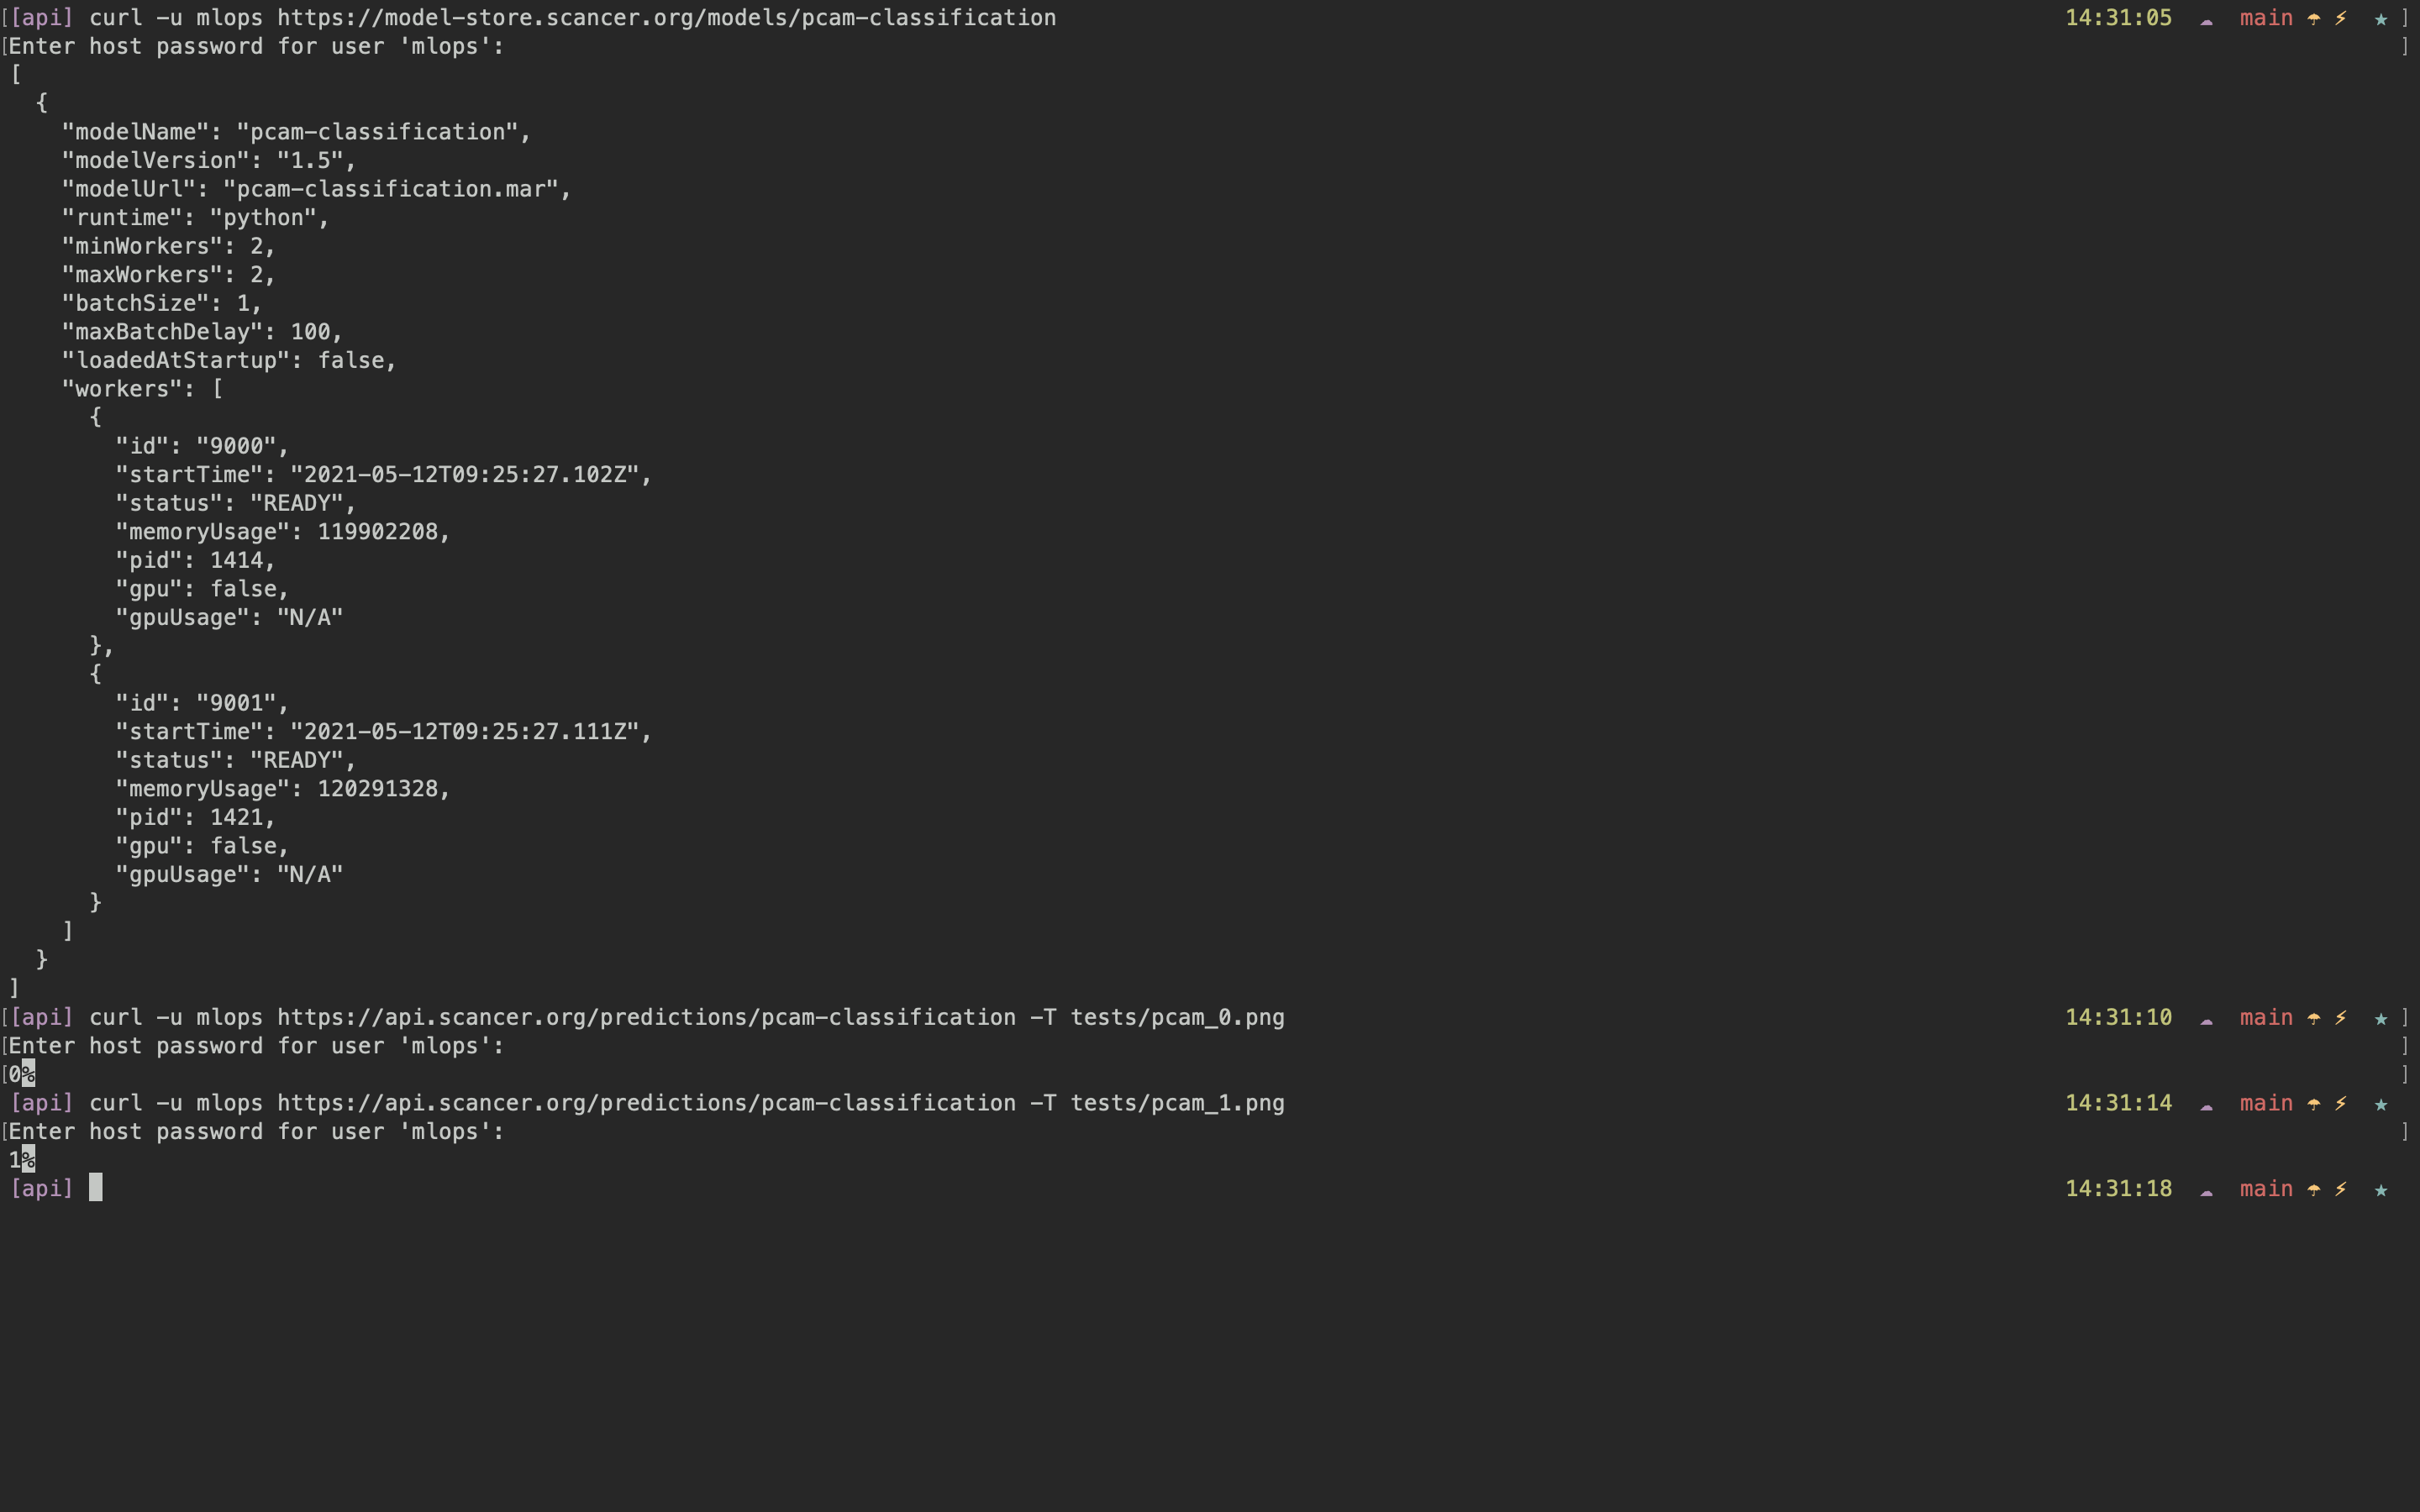 [[api] curl -u mlops https://model-store.scancer.org/models/pcam-classification 14:31:05 ☁ main ☂ ⚡ ★ ]
[Enter host password for user 'mlops': ]
[
  {
    "modelName": "pcam-classification",
    "modelVersion": "1.5",
    "modelUrl": "pcam-classification.mar",
    "runtime": "python",
    "minWorkers": 2,
    "maxWorkers": 2,
    "batchSize": 1,
    "maxBatchDelay": 100,
    "loadedAtStartup": false,
    "workers": [
      {
        "id": "9000",
        "startTime": "2021-05-12T09:25:27.102Z",
        "status": "READY",
        "memoryUsage": 119902208,
        "pid": 1414,
        "gpu": false,
        "gpuUsage": "N/A"
      },
      {
        "id": "9001",
        "startTime": "2021-05-12T09:25:27.111Z",
        "status": "READY",
        "memoryUsage": 120291328,
        "pid": 1421,
        "gpu": false,
        "gpuUsage": "N/A"
      }
    ]
  }
]
[[api] curl -u mlops https://api.scancer.org/predictions/pcam-classification -T tests/pcam_0.png 14:31:10 ☁ main ☂ ⚡ ★ ]
[Enter host password for user 'mlops': ]
[0% ]
[api] curl -u mlops https://api.scancer.org/predictions/pcam-classification -T tests/pcam_1.png 14:31:14 ☁ main ☂ ⚡ ★
[Enter host password for user 'mlops': ]
1%
[api] 14:31:18 ☁ main ☂ ⚡ ★